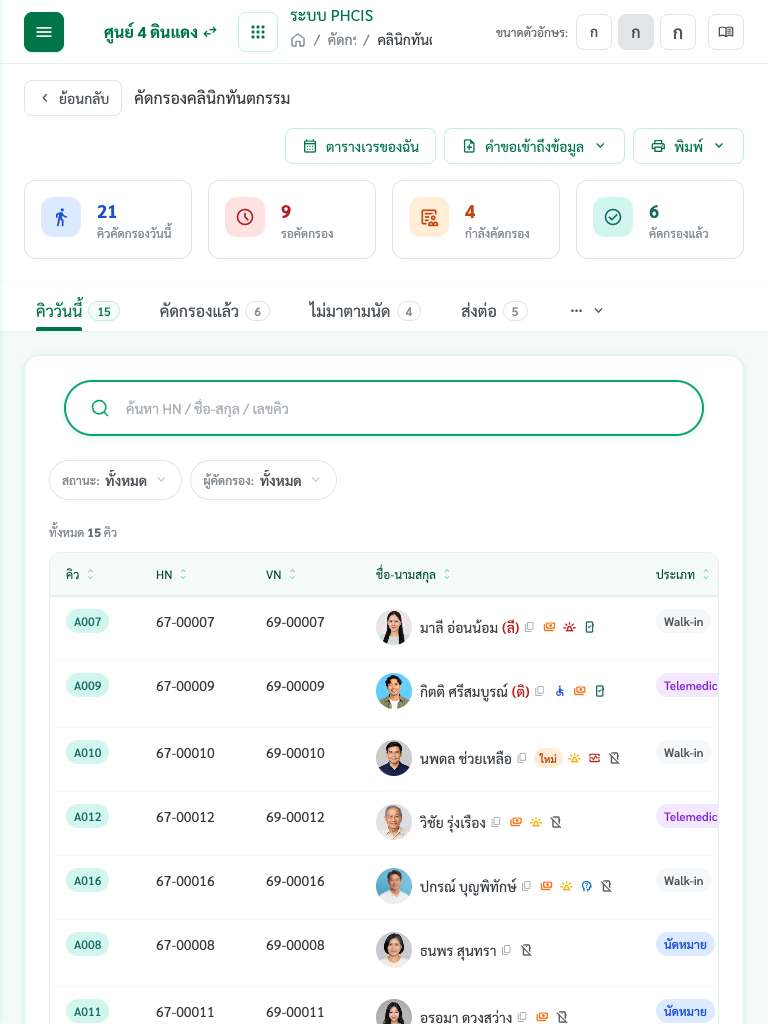 ศูนย์ 4 ดินแดง
ระบบ PHCIS
/ คัดกร / คลินิกทันต
ขนาดตัวอักษร: ก ก ก
ย้อนกลับ คัดกรองคลินิกทันตกรรม
ตารางเวรของฉัน คำขอเข้าถึงข้อมูล พิมพ์
21 9 4 6
คิวคัดกรองวันนี้ รอคัดกรอง กำลังคัดกรอง คัดกรองแล้ว
คิววันนี้ 15 คัดกรองแล้ว 6 ไม่มาตามนัด 4 ส่งต่อ 5 ...
ค้นหา HN / ชื่อ-สกุล / เลขคิว
สถานะ: ทั้งหมด ผู้คัดกรอง: ทั้งหมด
ทั้งหมด 15 คิว
คิว HN VN ชื่อ-นามสกุล ประเภท
A007 67-00007 69-00007 มาลี อ่อนน้อม (ลี) Walk-in
A009 67-00009 69-00009 กิตติ ศรีสมบูรณ์ (ติ) Telemedic
A010 67-00010 69-00010 นพดล ช่วยเหลือ ใหม่ Walk-in
A012 67-00012 69-00012 วิชัย รุ่งเรือง Telemedic
A016 67-00016 69-00016 ปกรณ์ บุญพิทักษ์ Walk-in
A008 67-00008 69-00008 ธนพร สุนทรา นัดหมาย
A011 67-00011 69-00011 อรอุมา ดวงสว่าง นัดหมาย